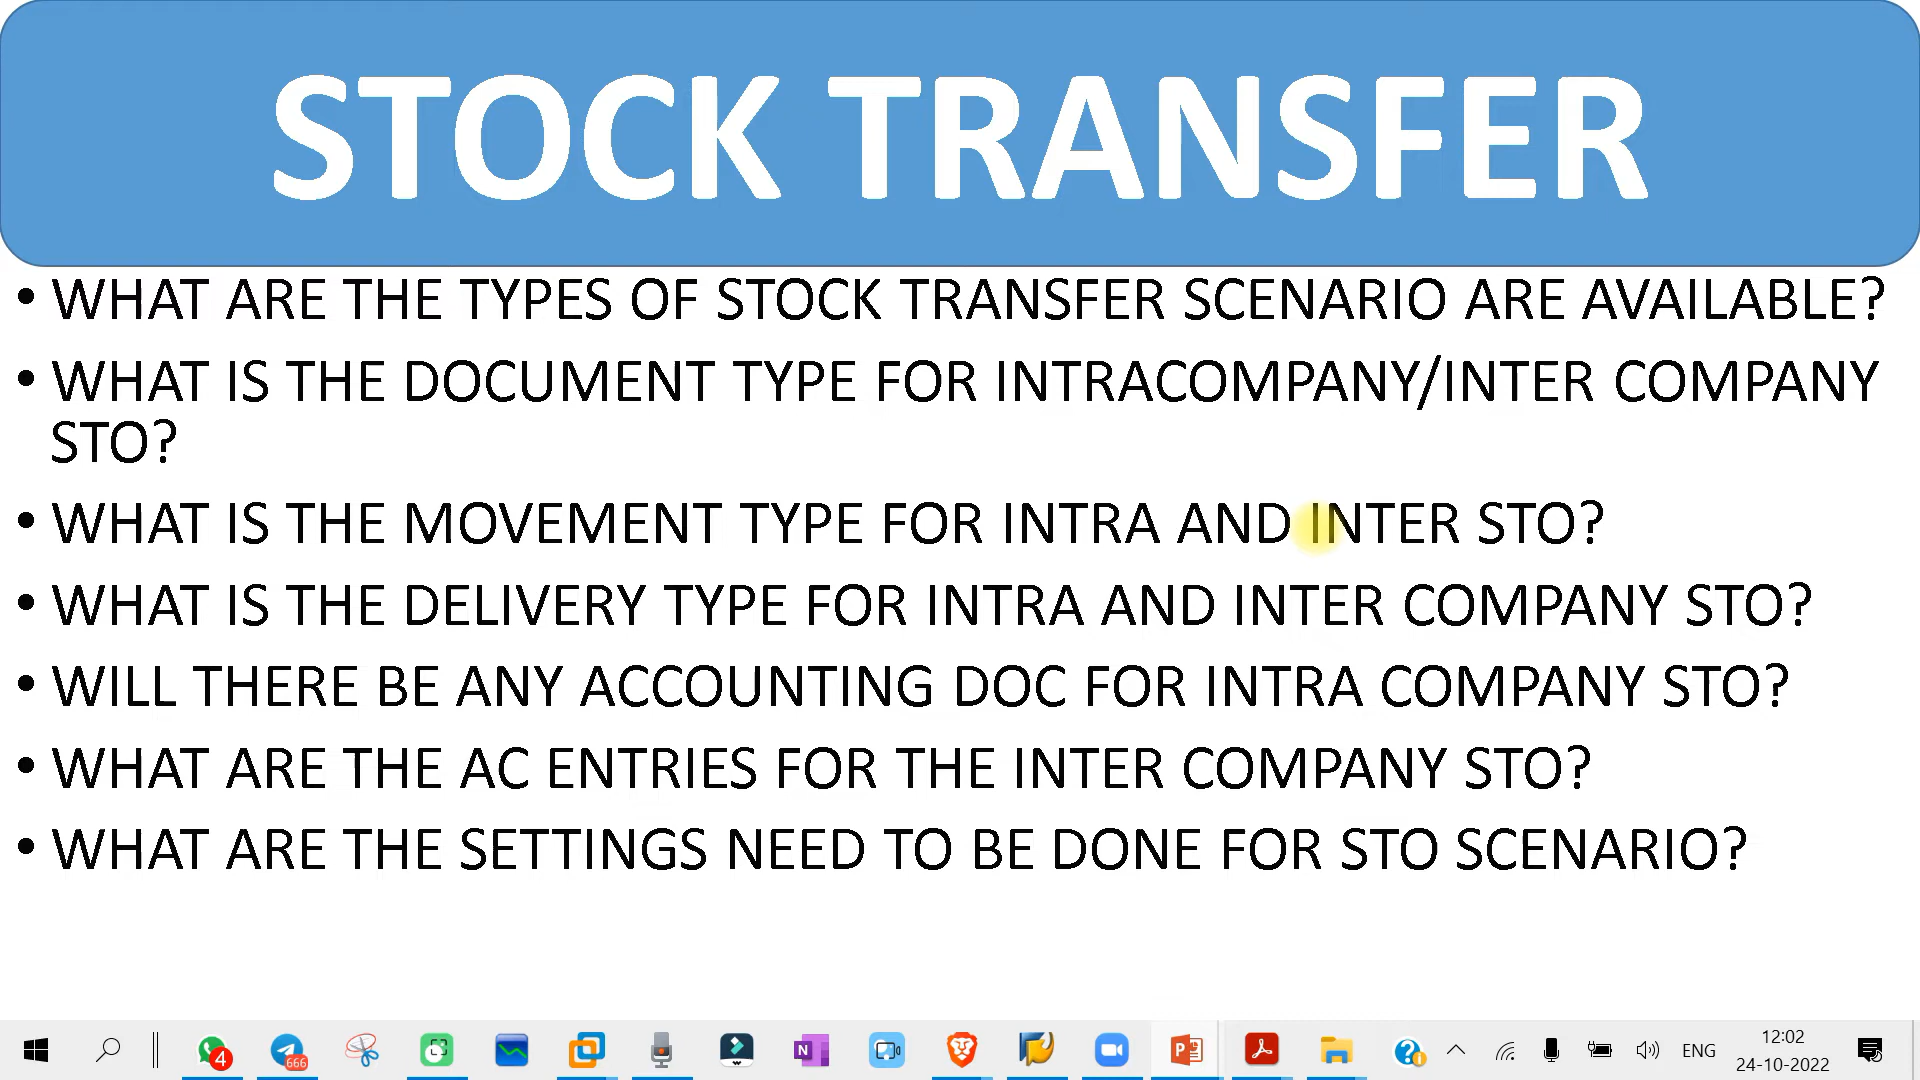 STOCK TRANSFER
• WHAT ARE THE TYPES OF STOCK TRANSFER SCENARIO ARE AVAILABLE?
• WHAT IS THE DOCUMENT TYPE FOR INTRACOMPANY/INTER COMPANY
STO?
• WHAT IS THE MOVEMENT TYPE FOR INTRA AND INTER STO?
• WHAT IS THE DELIVERY TYPE FOR INTRA AND INTER COMPANY STO?
• WILL THERE BE ANY ACCOUNTING DOC FOR INTRA COMPANY STO?
• WHAT ARE THE AC ENTRIES FOR THE INTER COMPANY STO?
• WHAT ARE THE SETTINGS NEED TO BE DONE FOR STO SCENARIO?
4
666
N
P
ENG
12:02
24-10-2022